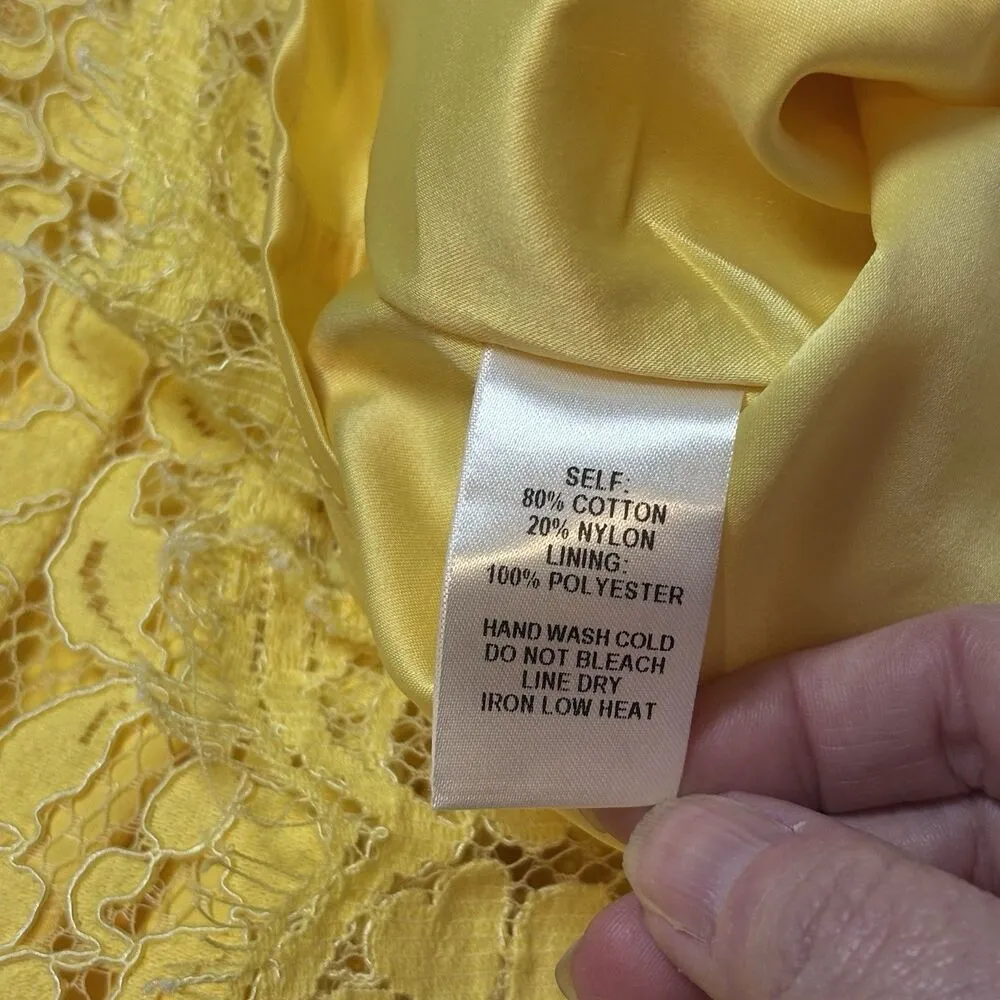 SELF:
80% COTTON
20% NYLON
LINING:
100% POLYESTER
HAND WASH COLD
DO NOT BLEACH
LINE DRY
IRON LOW HEAT